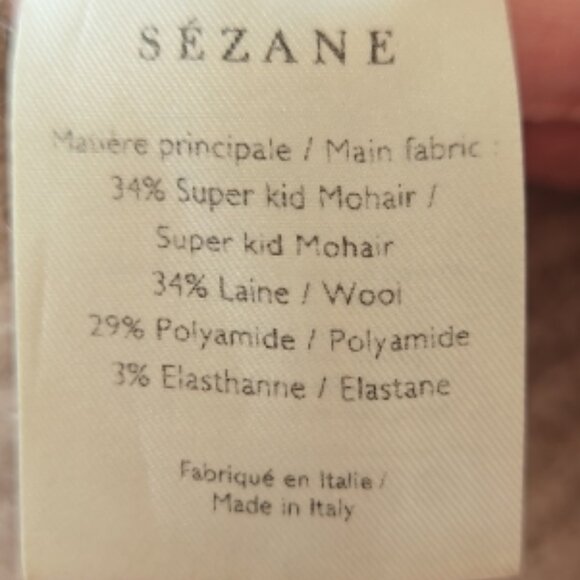 SÉZANE
Matière principale / Main fabric :
34% Super kid Mohair /
Super kid Mohair
34% Laine / Wool
29% Polyamide / Polyamide
3% Elasthanne / Elastane
Fabriqué en Italie /
Made in Italy